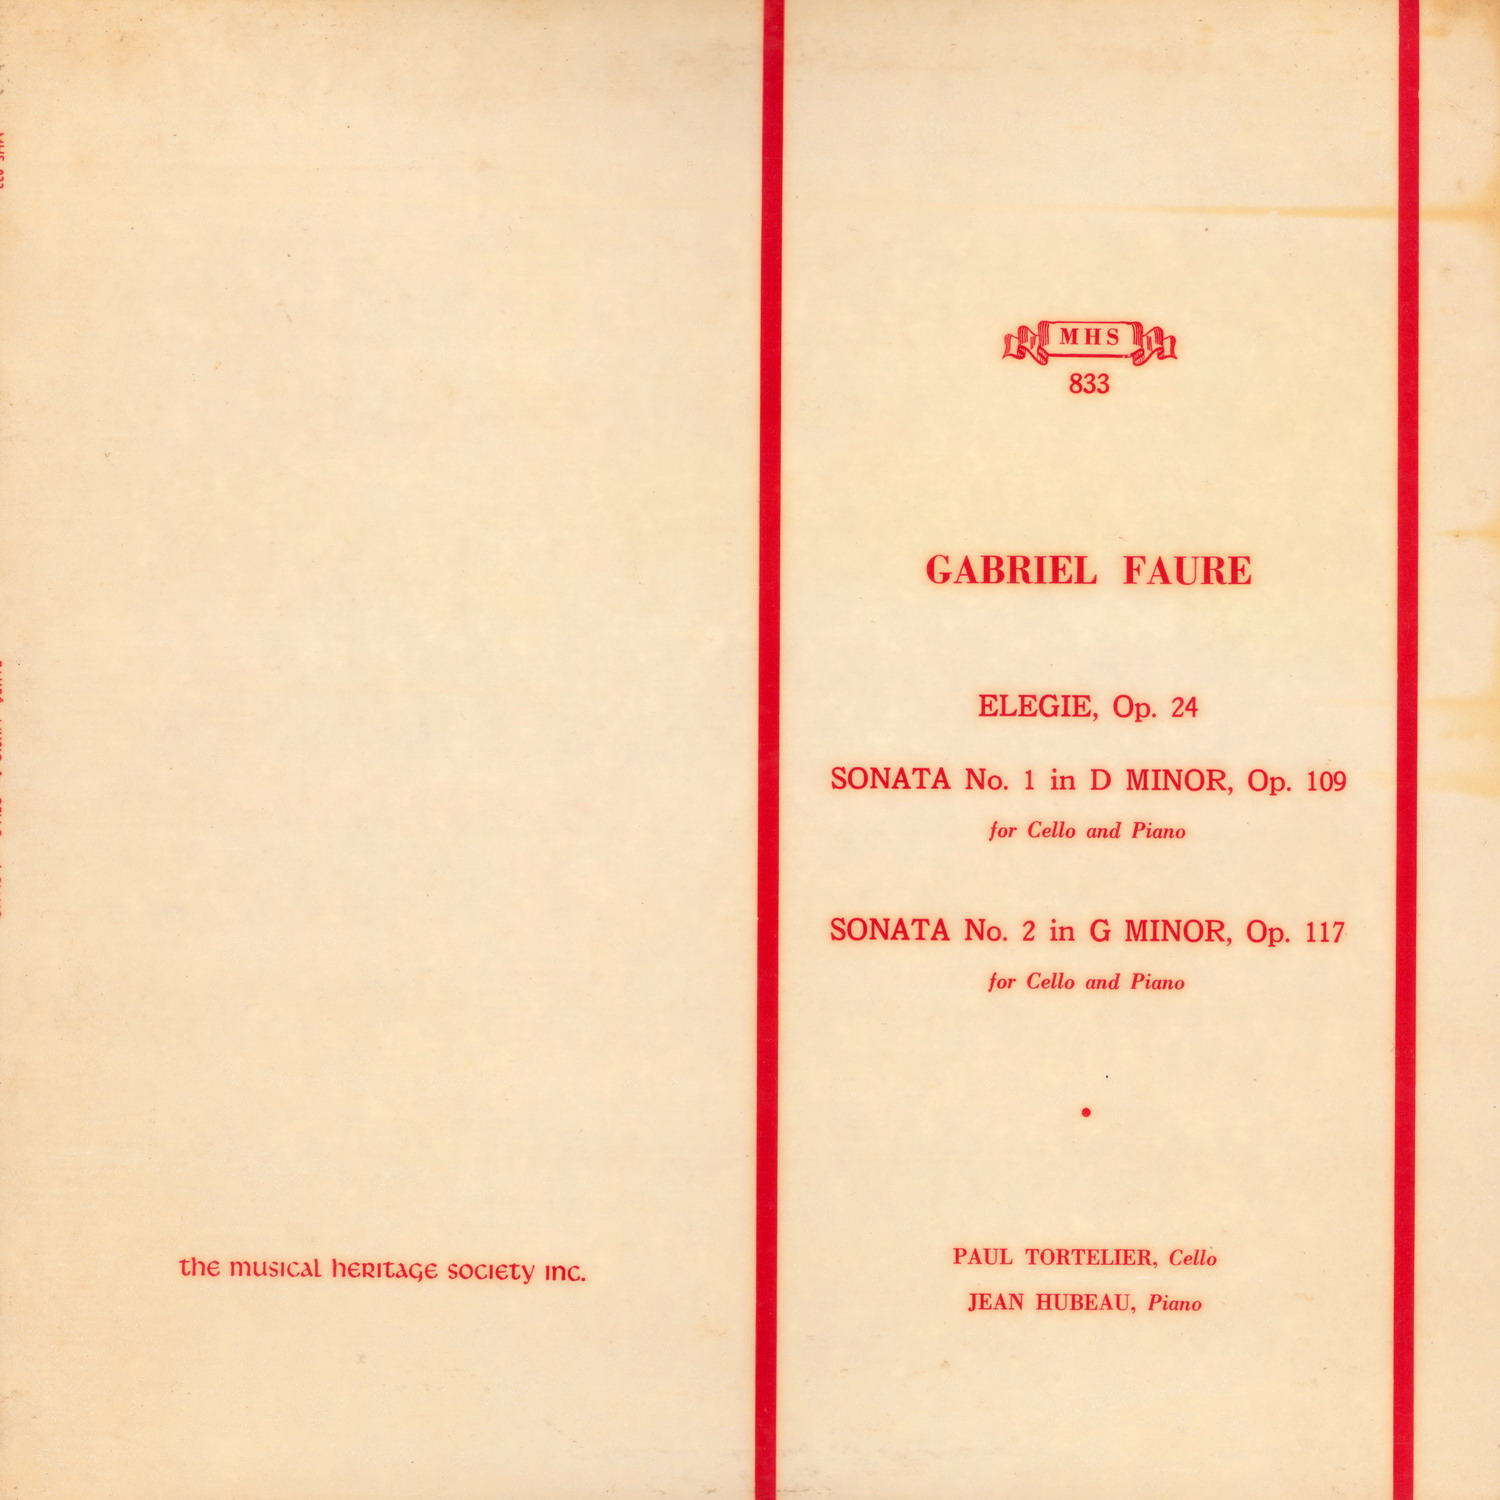 MHS
833
GABRIEL FAURE
ELEGIE, Op. 24
SONATA No. 1 in D MINOR, Op. 109
for Cello and Piano
SONATA No. 2 in G MINOR, Op. 117
for Cello and Piano
PAUL TORTELIER, Cello
JEAN HUBEAU, Piano
the musical heritage society inc.